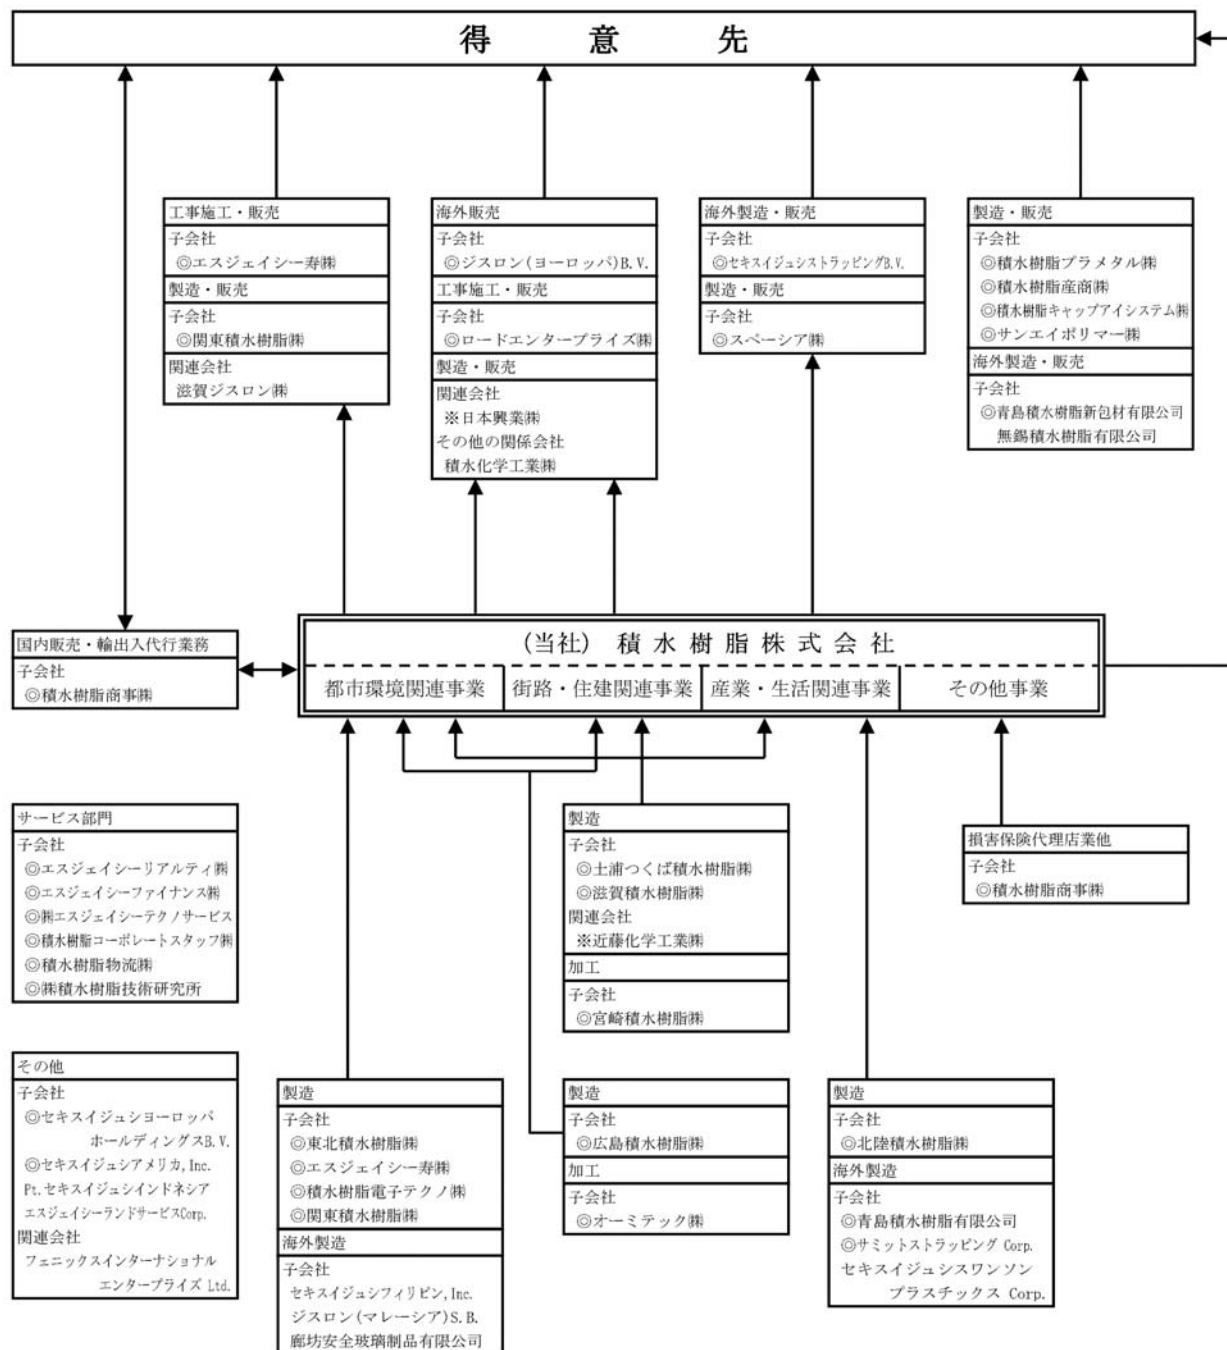 得意先
工事施工・販売
子会社
◎エスジェイシー寿㈱
製造・販売
子会社
◎関東積水樹脂㈱
関連会社
滋賀ジスロン㈱
海外販売
子会社
◎ジスロン(ヨーロッパ)B.V.
工事施工・販売
子会社
◎ロードエンタープライズ㈱
製造・販売
関連会社
※日本興業㈱
その他の関係会社
積水化学工業㈱
海外製造・販売
子会社
◎セキスイジュシストラッピングB.V.
製造・販売
子会社
◎スペーシア㈱
製造・販売
子会社
◎積水樹脂プラメタル㈱
◎積水樹脂産商㈱
◎積水樹脂キャップアイシステム㈱
◎サンエイポリマー㈱
海外製造・販売
子会社
◎青島積水樹脂新包材有限公司
無錫積水樹脂有限公司
国内販売・輸出入代行業務
子会社
◎積水樹脂商事㈱
(当社) 積水樹脂株式会社
都市環境関連事業
街路・住建関連事業
産業・生活関連事業
その他事業
サービス部門
子会社
◎エスジェイシーリアルティ㈱
◎エスジェイシーファイナンス㈱
◎㈱エスジェイシーテクノサービス
◎積水樹脂コーポレートスタッフ㈱
◎積水樹脂物流㈱
◎㈱積水樹脂技術研究所
製造
子会社
◎土浦つくば積水樹脂㈱
◎滋賀積水樹脂㈱
関連会社
※近藤化学工業㈱
加工
子会社
◎宮崎積水樹脂㈱
損害保険代理店業他
子会社
◎積水樹脂商事㈱
その他
子会社
◎セキスイジュシヨーロッパ
ホールディングスB.V.
◎セキスイジュシアメリカ,Inc.
Pt.セキスイジュシインドネシア
エスジェイシーランドサービスCorp.
関連会社
フェニックスインターナショナル
エンタープライズ Ltd.
製造
子会社
◎東北積水樹脂㈱
◎エスジェイシー寿㈱
◎積水樹脂電子テクノ㈱
◎関東積水樹脂㈱
海外製造
子会社
セキスイジュシフィリピン,Inc.
ジスロン(マレーシア)S.B.
廊坊安全玻璃制品有限公司
製造
子会社
◎広島積水樹脂㈱
加工
子会社
◎オーミテック㈱
製造
子会社
◎北陸積水樹脂㈱
海外製造
子会社
◎青島積水樹脂有限公司
◎サミットストラッピング Corp.
セキスイジュシスワンソン
プラスチックス Corp.